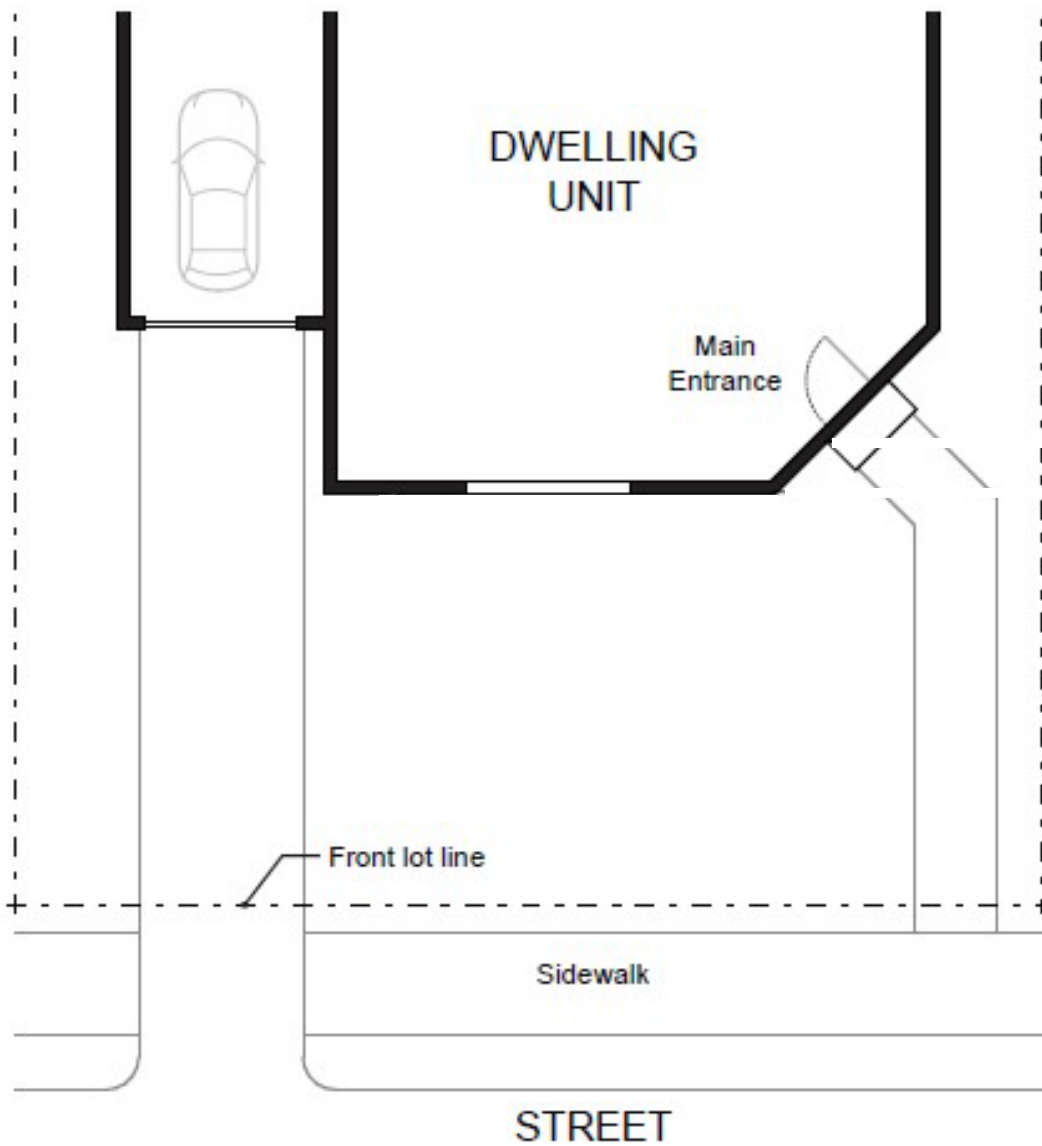 DWELLING
UNIT
Main
Entrance
Front lot line
Sidewalk
STREET